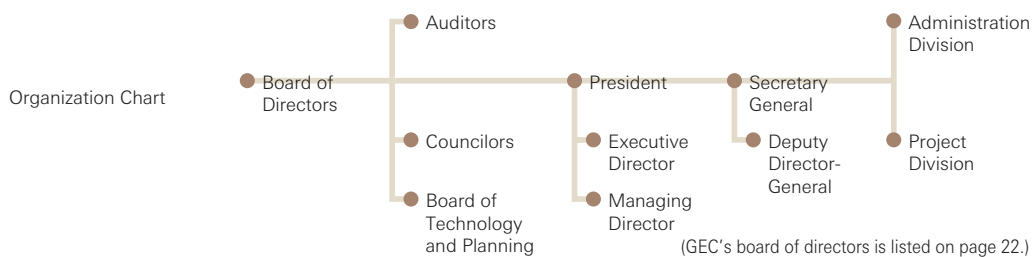 Organization Chart
Board of
Directors
Auditors
Councilors
Board of
Technology
and Planning
President
Executive
Director
Managing
Director
Secretary
General
Deputy
Director-
General
Administration
Division
Project
Division
(GEC's board of directors is listed on page 22.)